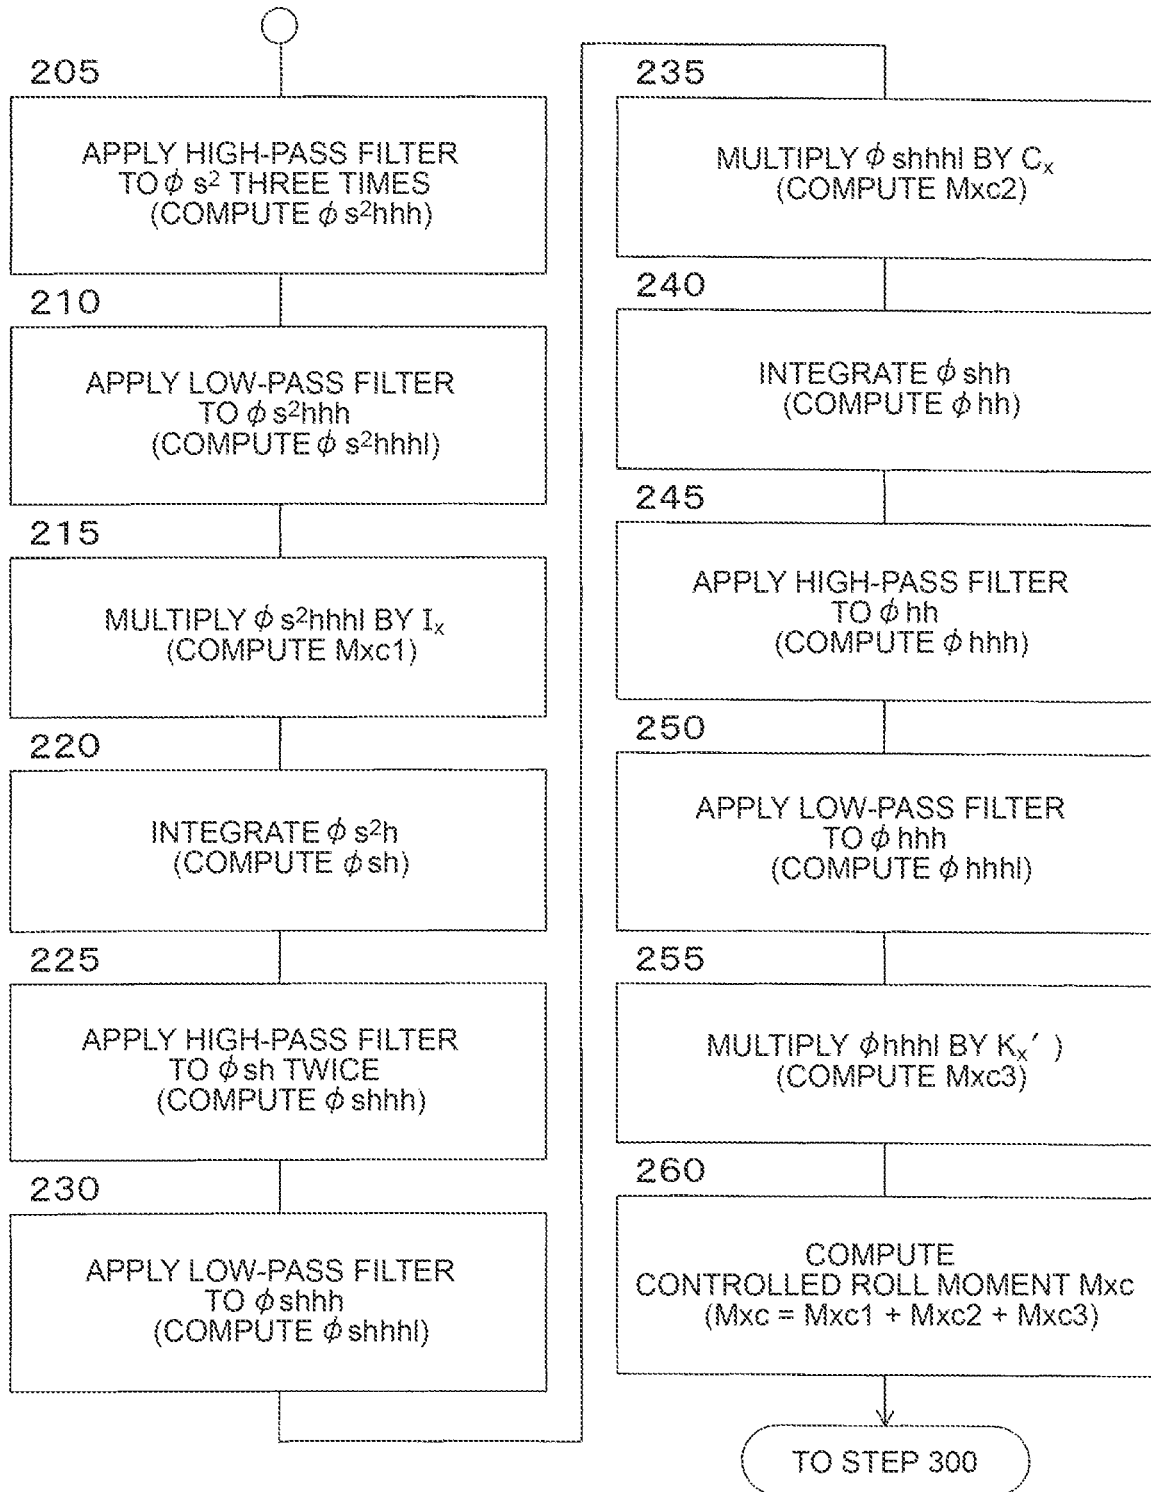 205
APPLY HIGH-PASS FILTER
TO ϕ s² THREE TIMES
(COMPUTE ϕ s²hhh)
210
APPLY LOW-PASS FILTER
TO ϕ s²hhh
(COMPUTE ϕ s²hhhl)
215
MULTIPLY ϕ s²hhhl BY Iₓ
(COMPUTE Mxc1)
220
INTEGRATE ϕ s²h
(COMPUTE ϕ sh)
225
APPLY HIGH-PASS FILTER
TO ϕ sh TWICE
(COMPUTE ϕ shhh)
230
APPLY LOW-PASS FILTER
TO ϕ shhh
(COMPUTE ϕ shhhl)
235
MULTIPLY ϕ shhhl BY Cₓ
(COMPUTE Mxc2)
240
INTEGRATE ϕ shh
(COMPUTE ϕ hh)
245
APPLY HIGH-PASS FILTER
TO ϕ hh
(COMPUTE ϕ hhh)
250
APPLY LOW-PASS FILTER
TO ϕ hhh
(COMPUTE ϕ hhhl)
255
MULTIPLY ϕ hhhl BY Kₓ′ )
(COMPUTE Mxc3)
260
COMPUTE
CONTROLLED ROLL MOMENT Mxc
(Mxc = Mxc1 + Mxc2 + Mxc3)
TO STEP 300